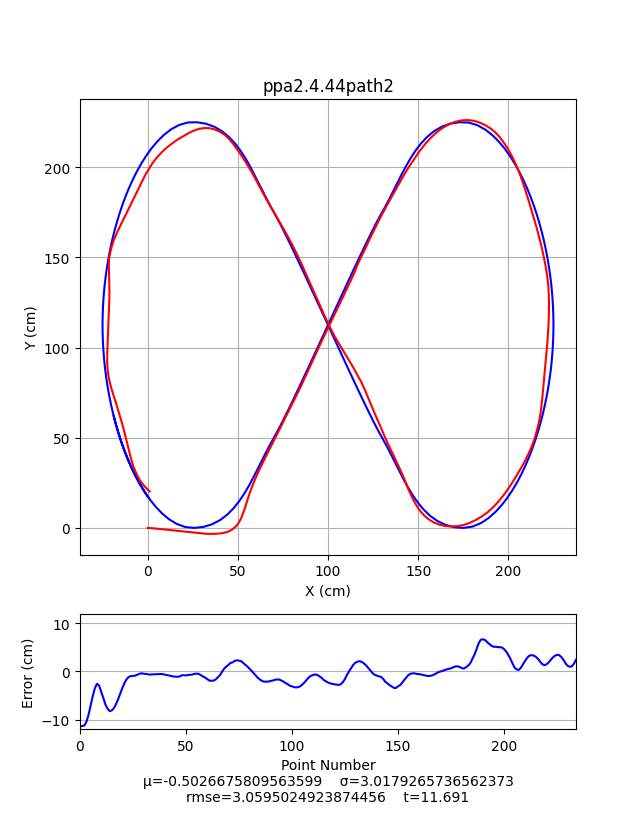 ppa2.4.44path2
200
150
100
50
0
Y (cm)
0 50 100 150 200
X (cm)
10
0
−10
Error (cm)
0 50 100 150 200
Point Number
μ=-0.5026675809563599 σ=3.0179265736562373
rmse=3.0595024923874456 t=11.691